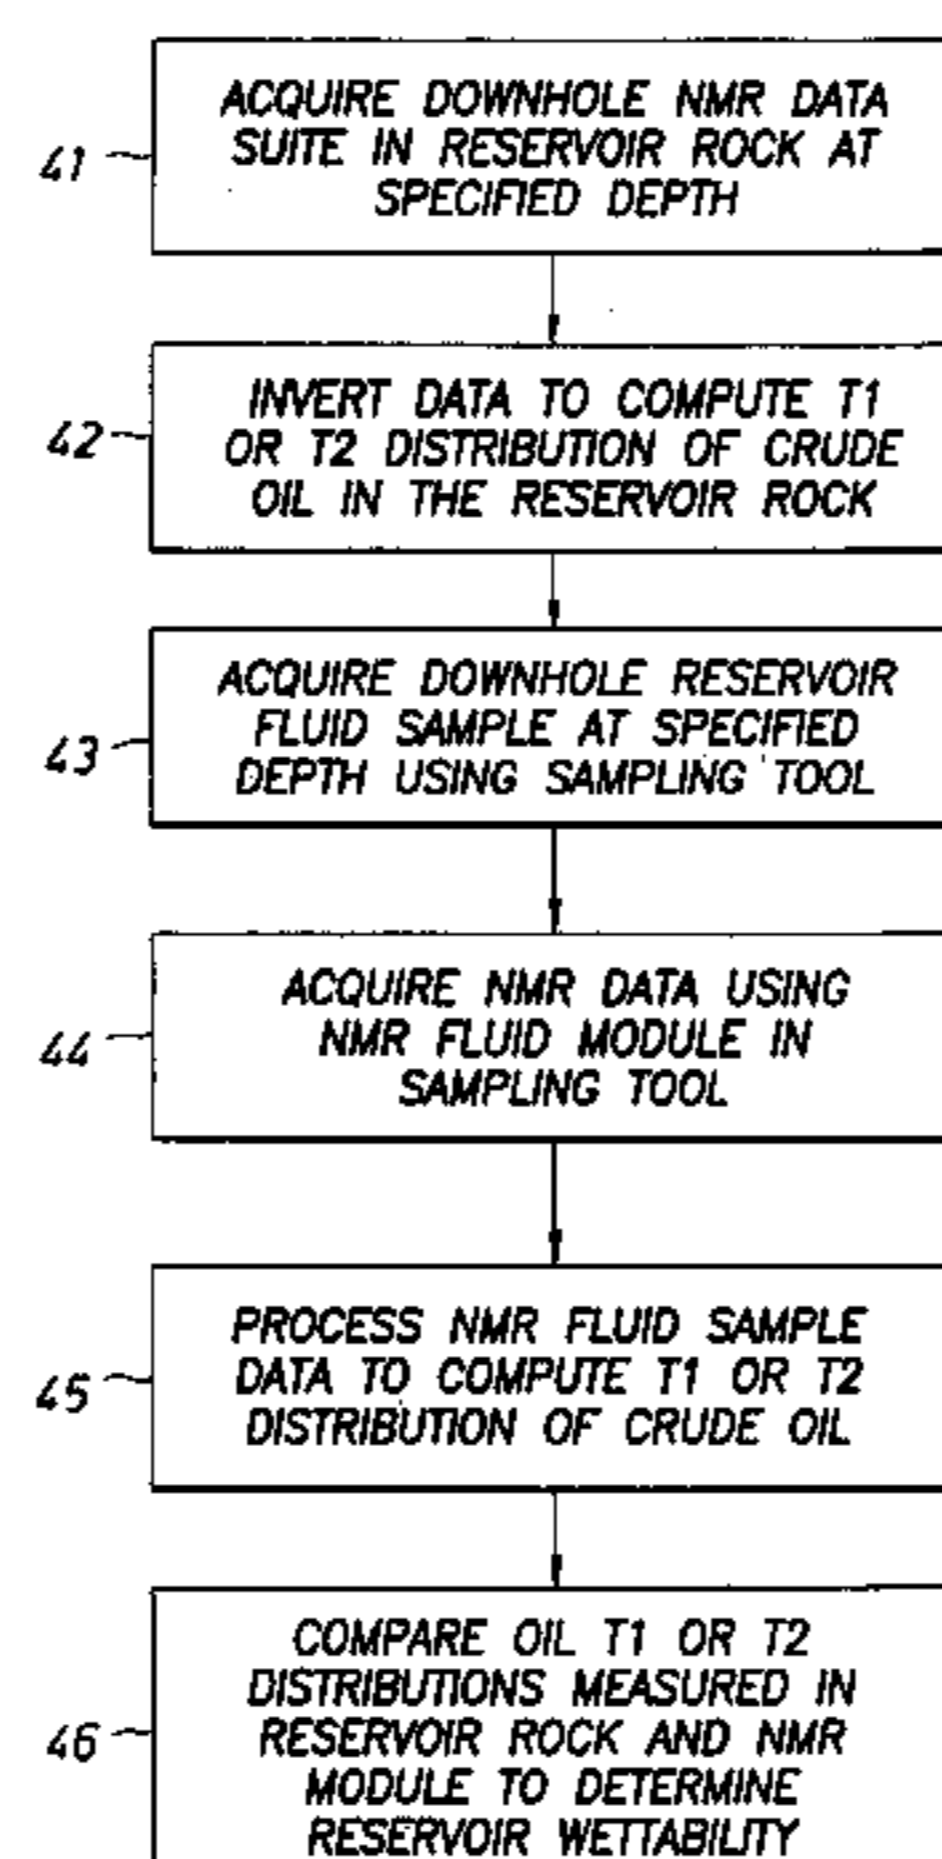 ACQUIRE DOWNHOLE NMR DATA
SUITE IN RESERVOIR ROCK AT
SPECIFIED DEPTH
41
INVERT DATA TO COMPUTE T1
OR T2 DISTRIBUTION OF CRUDE
OIL IN THE RESERVOIR ROCK
42
ACQUIRE DOWNHOLE RESERVOIR
FLUID SAMPLE AT SPECIFIED
DEPTH USING SAMPLING TOOL
43
ACQUIRE NMR DATA USING
NMR FLUID MODULE IN
SAMPLING TOOL
44
PROCESS NMR FLUID SAMPLE
DATA TO COMPUTE T1 OR T2
DISTRIBUTION OF CRUDE OIL
45
COMPARE OIL T1 OR T2
DISTRIBUTIONS MEASURED IN
RESERVOIR ROCK AND NMR
MODULE TO DETERMINE
RESERVOIR WETTABILITY
46